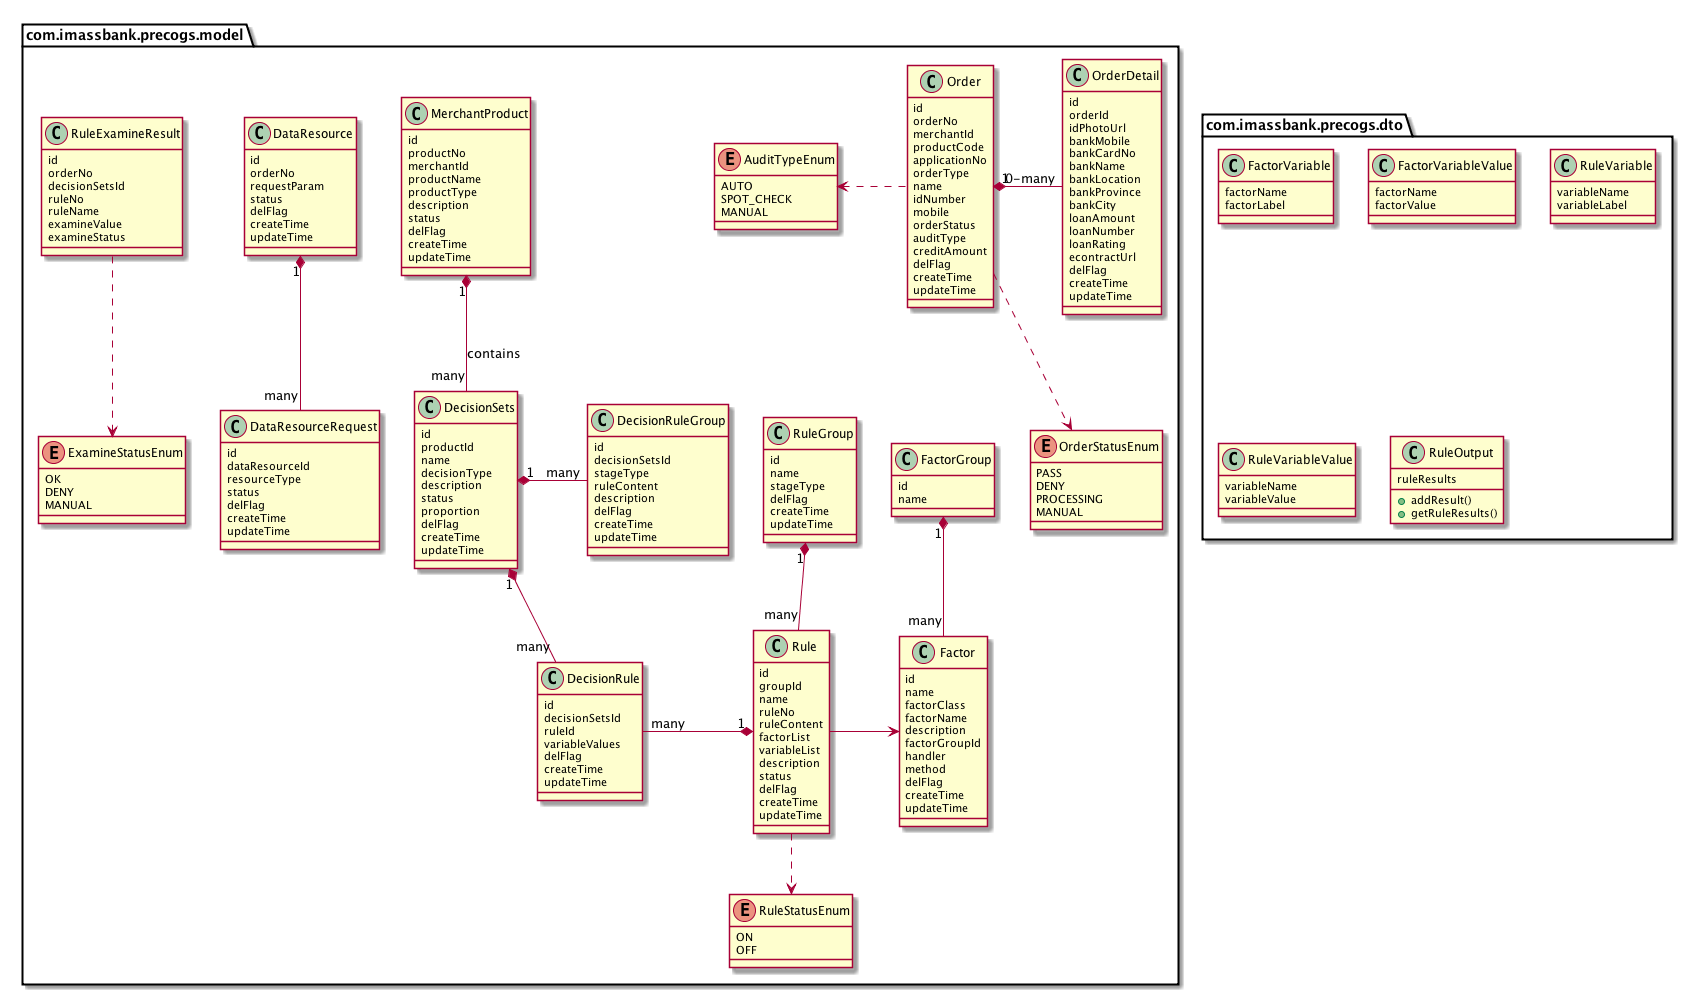 com.imassbank.precogs.model
C RuleExamineResult
id
orderNo
decisionSetsId
ruleNo
ruleName
examineValue
examineStatus
C DataResource
id
orderNo
requestParam
status
delFlag
createTime
updateTime
C MerchantProduct
id
productNo
merchantId
productName
productType
description
status
delFlag
createTime
updateTime
E AuditTypeEnum
AUTO
SPOT_CHECK
MANUAL
C Order
id
orderNo
merchantId
productCode
applicationNo
orderType
name
idNumber
mobile
orderStatus
auditType
creditAmount
delFlag
createTime
updateTime
1
0-many
C OrderDetail
id
orderId
idPhotoUrl
bankMobile
bankCardNo
bankName
bankLocation
bankProvince
bankCity
loanAmount
loanNumber
loanRating
econtractUrl
delFlag
createTime
updateTime
1
many
1
contains
many
E ExamineStatusEnum
OK
DENY
MANUAL
C DataResourceRequest
id
dataResourceId
resourceType
status
delFlag
createTime
updateTime
C DecisionSets
id
productId
name
decisionType
description
status
proportion
delFlag
createTime
updateTime
1
many
C DecisionRuleGroup
id
decisionSetsId
stageType
ruleContent
description
delFlag
createTime
updateTime
C RuleGroup
id
name
stageType
delFlag
createTime
updateTime
C FactorGroup
id
name
E OrderStatusEnum
PASS
DENY
PROCESSING
MANUAL
1
many
1
many
1
many
C DecisionRule
id
decisionSetsId
ruleId
variableValues
delFlag
createTime
updateTime
many
1
C Rule
id
groupId
name
ruleNo
ruleContent
factorList
variableList
description
status
delFlag
createTime
updateTime
C Factor
id
name
factorClass
factorName
description
factorGroupId
handler
method
delFlag
createTime
updateTime
E RuleStatusEnum
ON
OFF
com.imassbank.precogs.dto
C FactorVariable
factorName
factorLabel
C FactorVariableValue
factorName
factorValue
C RuleVariable
variableName
variableLabel
C RuleVariableValue
variableName
variableValue
C RuleOutput
ruleResults
addResult()
getRuleResults()